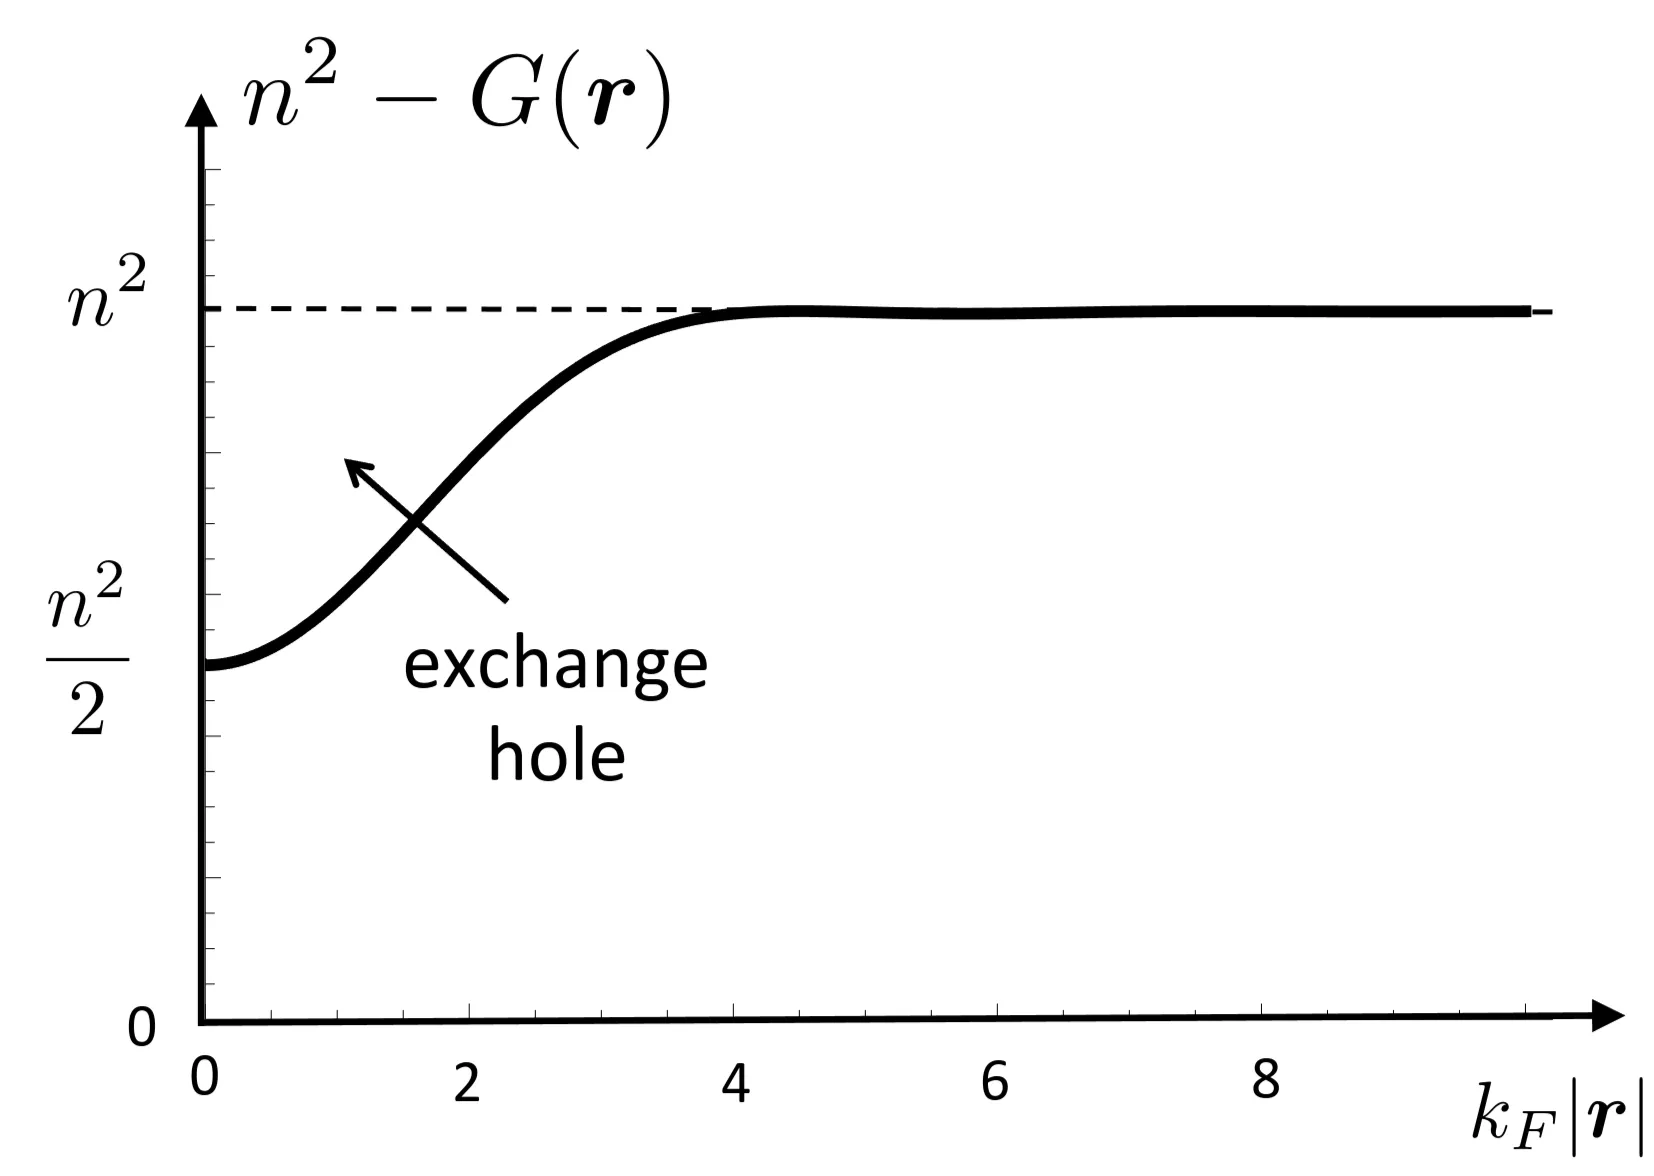 n² − G(r)
n²
n²/2
exchange
hole
0
0 2 4 6 8
k_F|r|